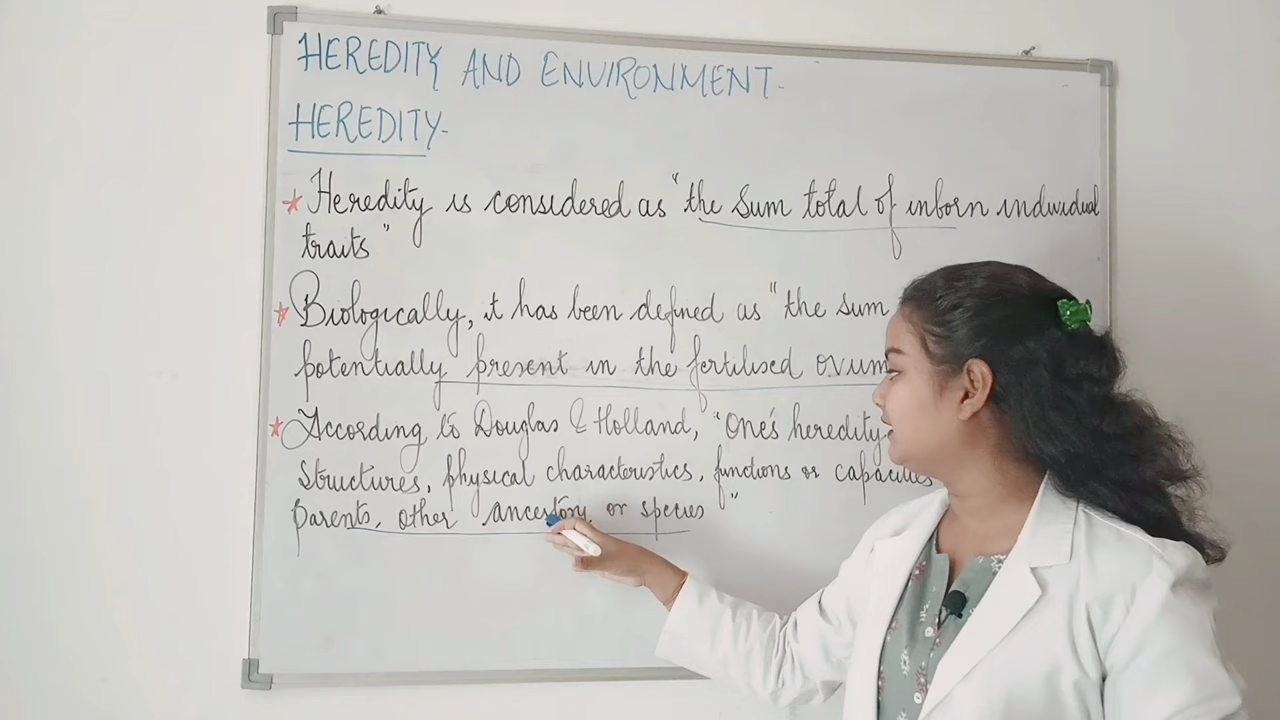 HEREDITY AND ENVIRONMENT-
HEREDITY-
Heredity is considered as "the sum total of inborn individual
traits"
Biologically, it has been defined as "the sum
potentially present in the fertilised ovum
According to Douglas & Holland, "One's heredity
structures, physical characteristics, functions or capacities
Parents, other ancestory or species"